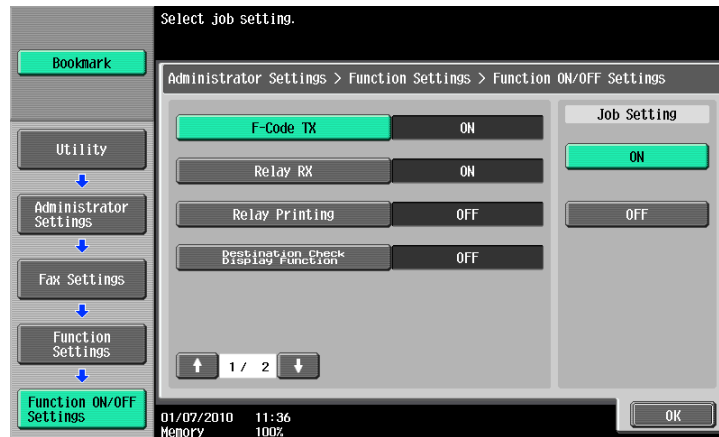 Select job setting.
Bookmark
Administrator Settings > Function Settings > Function ON/OFF Settings
Utility
Administrator
Settings
Fax Settings
Function
Settings
Function ON/OFF
Settings
F-Code TX ON
Relay RX ON
Relay Printing OFF
Destination Check
Display Function OFF
1/ 2
Job Setting
ON
OFF
01/07/2010 11:36
Memory 100%
OK